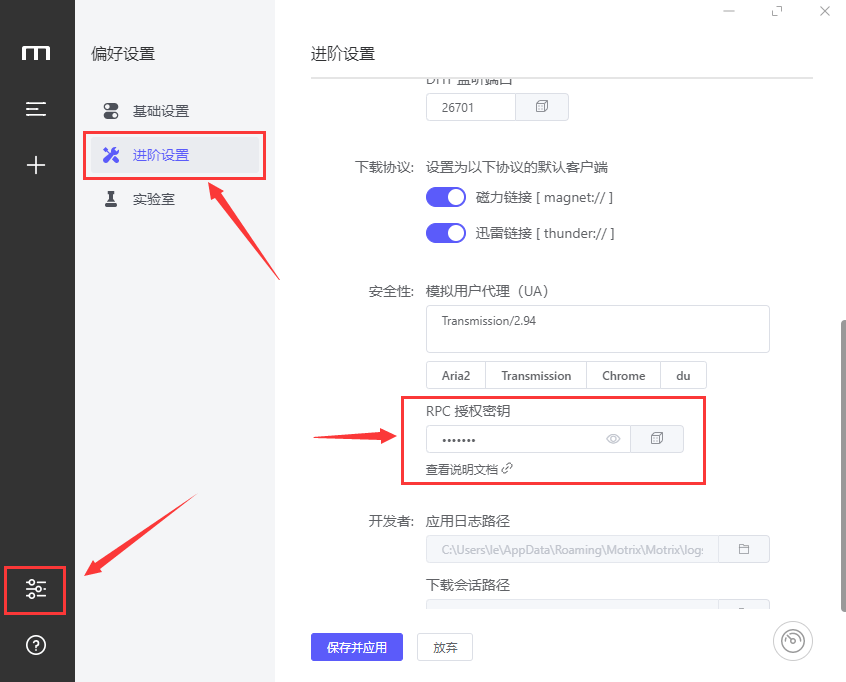 偏好设置
基础设置
进阶设置
实验室
进阶设置
DHT 监听端口
26701
下载协议: 设置为以下协议的默认客户端
磁力链接 [ magnet:// ]
迅雷链接 [ thunder:// ]
安全性: 模拟用户代理（UA）
Transmission/2.94
Aria2 Transmission Chrome du
RPC 授权密钥
•••••••
查看说明文档
开发者: 应用日志路径
C:\Users\le\AppData\Roaming\Motrix\Motrix\logs
下载会话路径
保存并应用 放弃